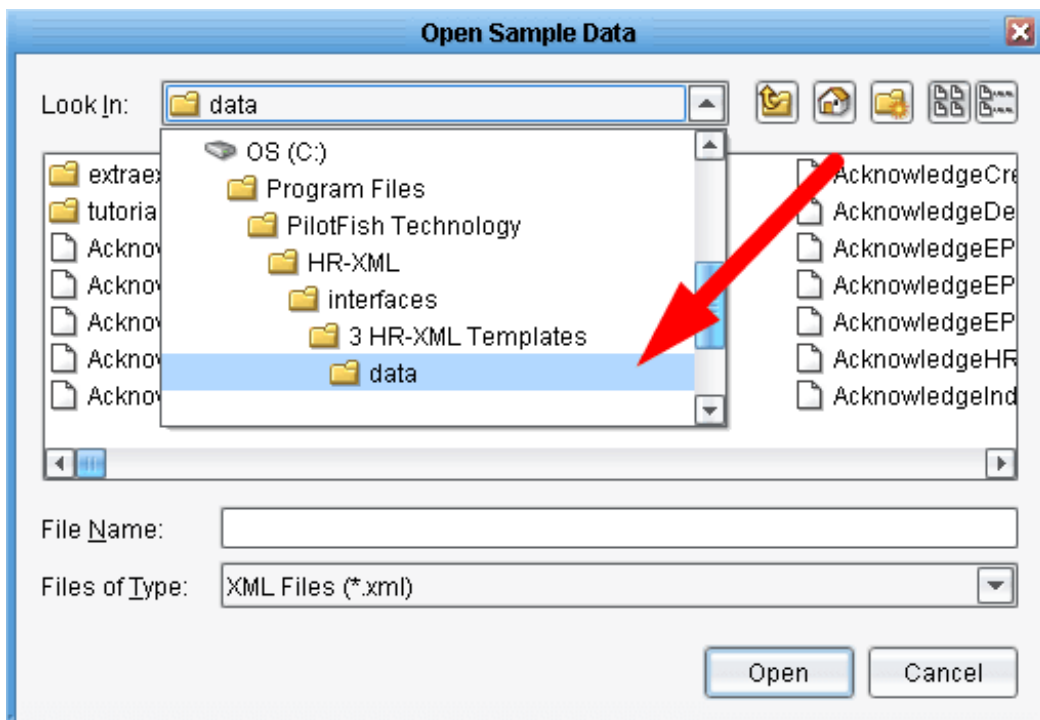 Open Sample Data
Look In: data
OS (C:)
Program Files
PilotFish Technology
HR-XML
interfaces
3 HR-XML Templates
data
extraex
tutoria
Acknov
Acknov
Acknov
Acknov
Acknov
AcknowledgeCre
AcknowledgeDe
AcknowledgeEP
AcknowledgeEP
AcknowledgeEP
AcknowledgeHR
AcknowledgeInd
File Name:
Files of Type: XML Files (*.xml)
Open Cancel